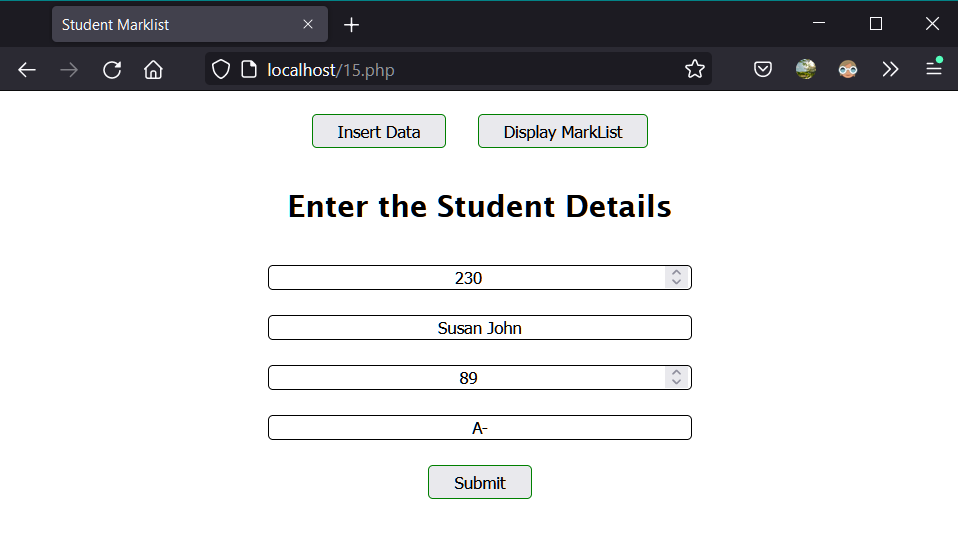 Student Marklist
localhost/15.php
Insert Data Display MarkList
Enter the Student Details
230
Susan John
89
A-
Submit